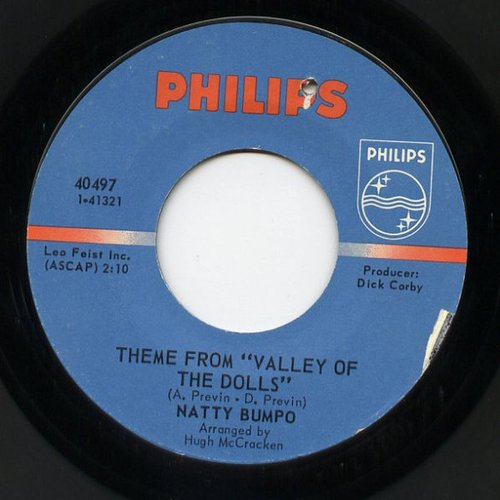 PHILIPS
PHILIPS
40497
1-41321
Leo Feist Inc.
(ASCAP) 2:10
Producer:
Dick Corby
THEME FROM "VALLEY OF
THE DOLLS"
(A. Previn - D. Previn)
NATTY BUMPO
Arranged by
Hugh McCracken